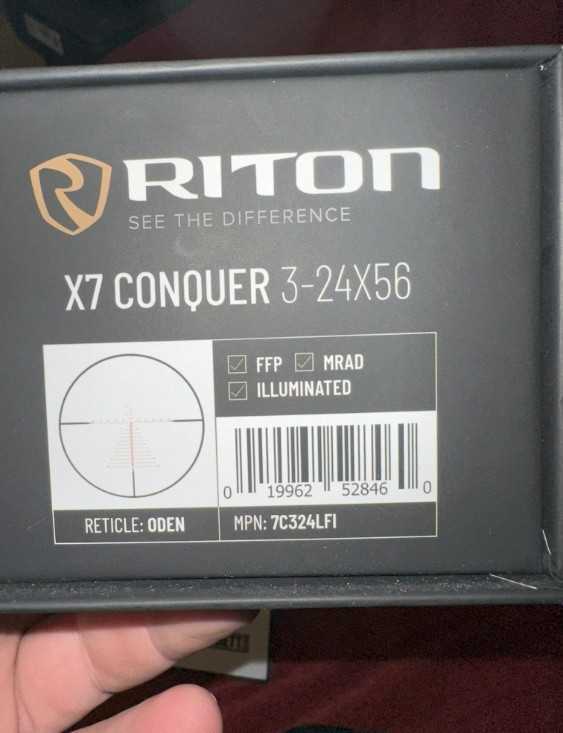 RITON
SEE THE DIFFERENCE
X7 CONQUER 3-24X56
FFP MRAD
ILLUMINATED
0 19962 52846 0
RETICLE: ODEN
MPN: 7C324LFI